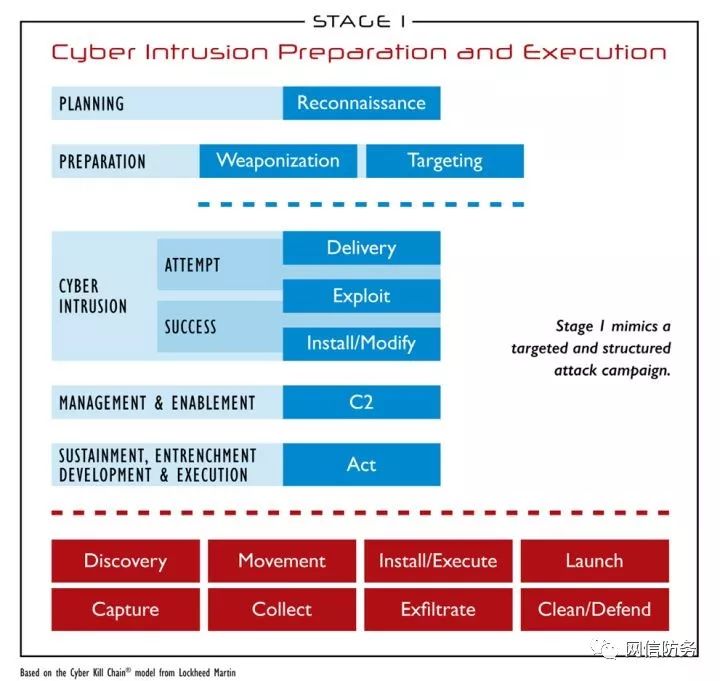 STAGE 1
Cyber Intrusion Preparation and Execution
PLANNING
Reconnaissance
PREPARATION
Weaponization
Targeting
CYBER
INTRUSION
ATTEMPT
SUCCESS
Delivery
Exploit
Install/Modify
Stage 1 mimics a
targeted and structured
attack campaign.
MANAGEMENT & ENABLEMENT
C2
SUSTAINMENT, ENTRENCHMENT
DEVELOPMENT & EXECUTION
Act
Discovery
Movement
Install/Execute
Launch
Capture
Collect
Exfiltrate
Clean/Defend
网信防务
Based on the Cyber Kill Chain® model from Lockheed Martin